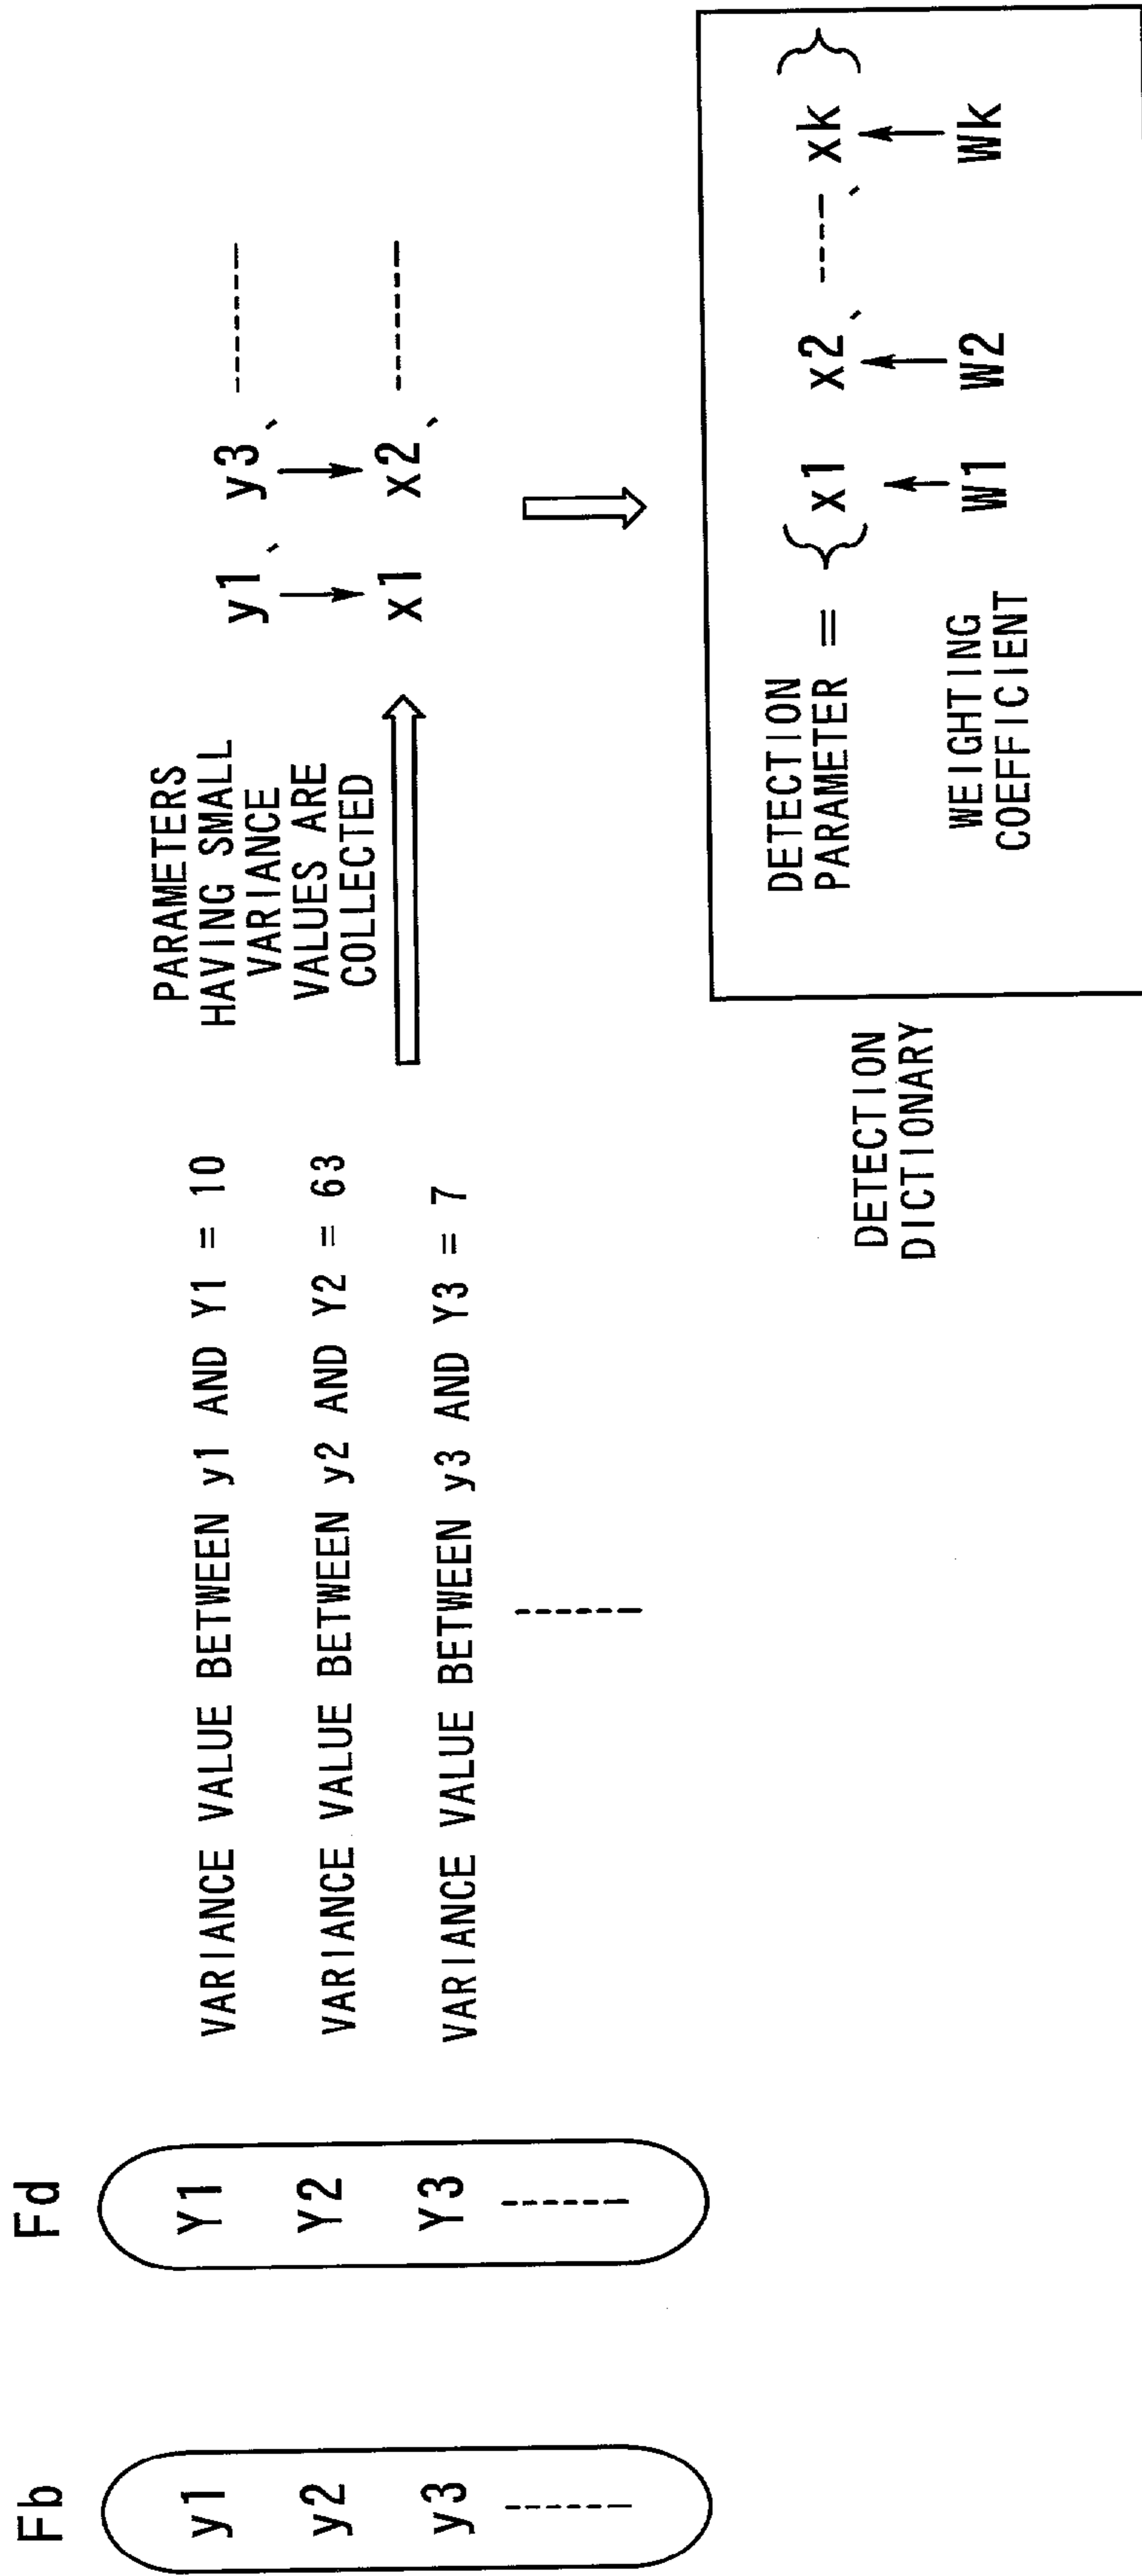 Fb
y1
y2
y3
Fd
Y1
Y2
Y3
VARIANCE VALUE BETWEEN y1 AND Y1 = 10
VARIANCE VALUE BETWEEN y2 AND Y2 = 63
VARIANCE VALUE BETWEEN y3 AND Y3 = 7
PARAMETERS
HAVING SMALL
VARIANCE
VALUES ARE
COLLECTED
y1、 y3、 ------
x1 x2、 ------
DETECTION
DICTIONARY
DETECTION
PARAMETER = { x1 x2、 ----、 xk }
WEIGHTING
COEFFICIENT
W1 W2 Wk